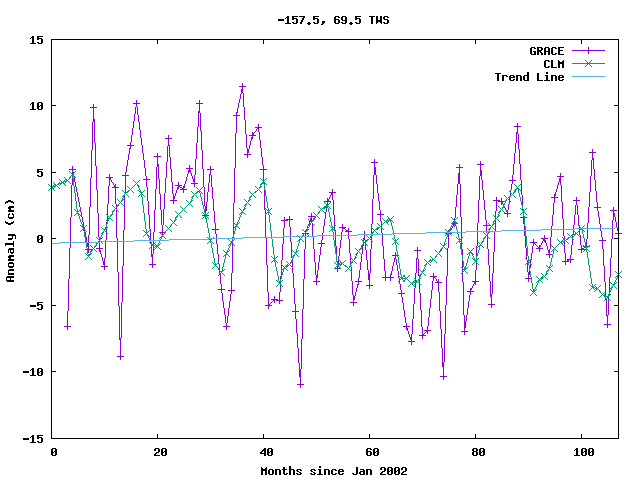 -157.5, 69.5 TWS
GRACE
CLM
Trend Line
15
10
5
0
-5
-10
-15
Anomaly (cm)
0 20 40 60 80 100
Months since Jan 2002